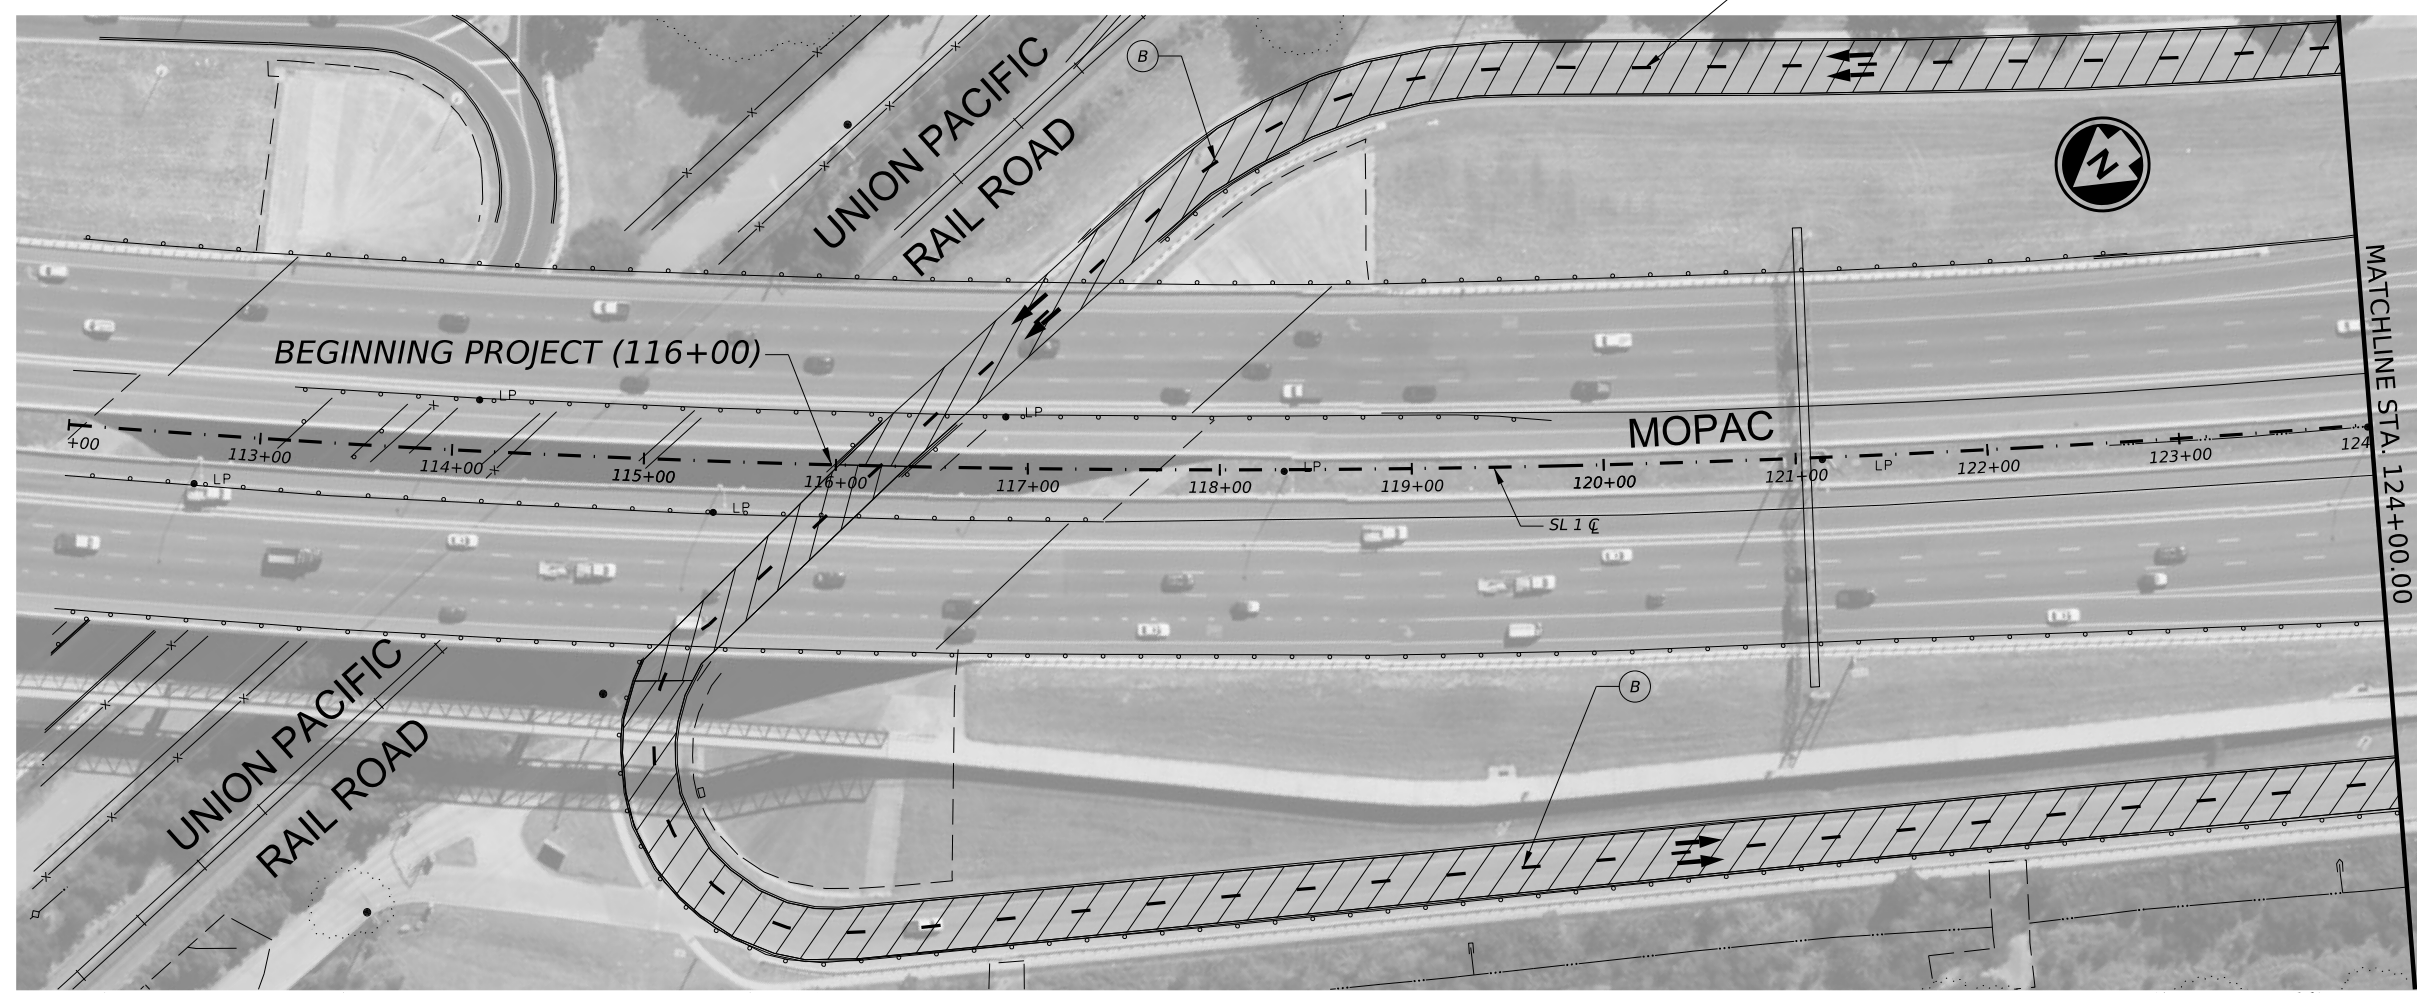 B
UNION PACIFIC
RAIL ROAD
N
BEGINNING PROJECT (116+00)
LP
LP
MOPAC
MATCHLINE STA. 124+00.00
+00
113+00
114+00
115+00
116+00
117+00
118+00
119+00
120+00
121+00
122+00
123+00
124
LP
LP
LP
LP
SL 1 ℄
UNION PACIFIC
RAIL ROAD
B